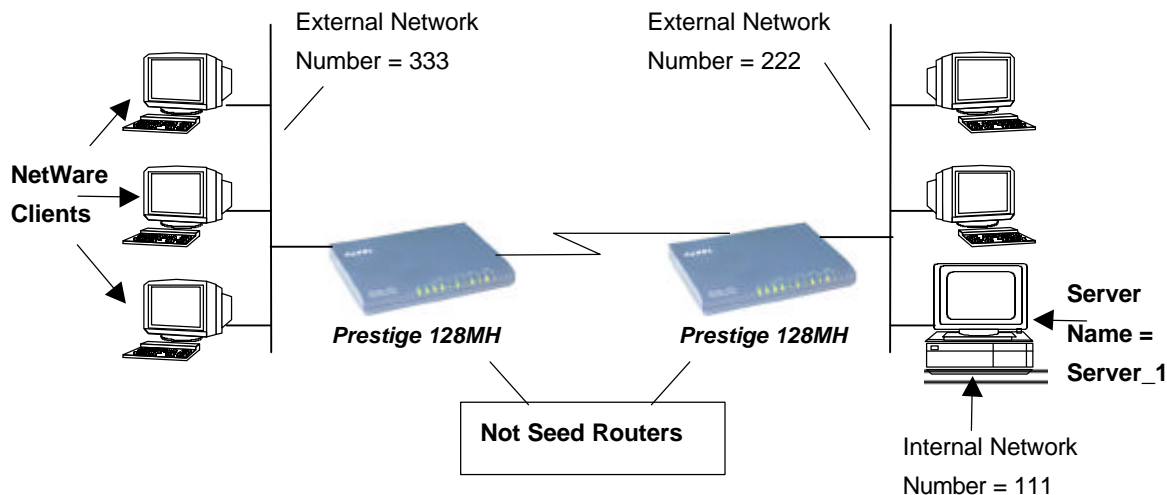 External Network
Number = 333
External Network
Number = 222
NetWare
Clients
Prestige 128MH
Prestige 128MH
Server
Name =
Server_1
Not Seed Routers
Internal Network
Number = 111